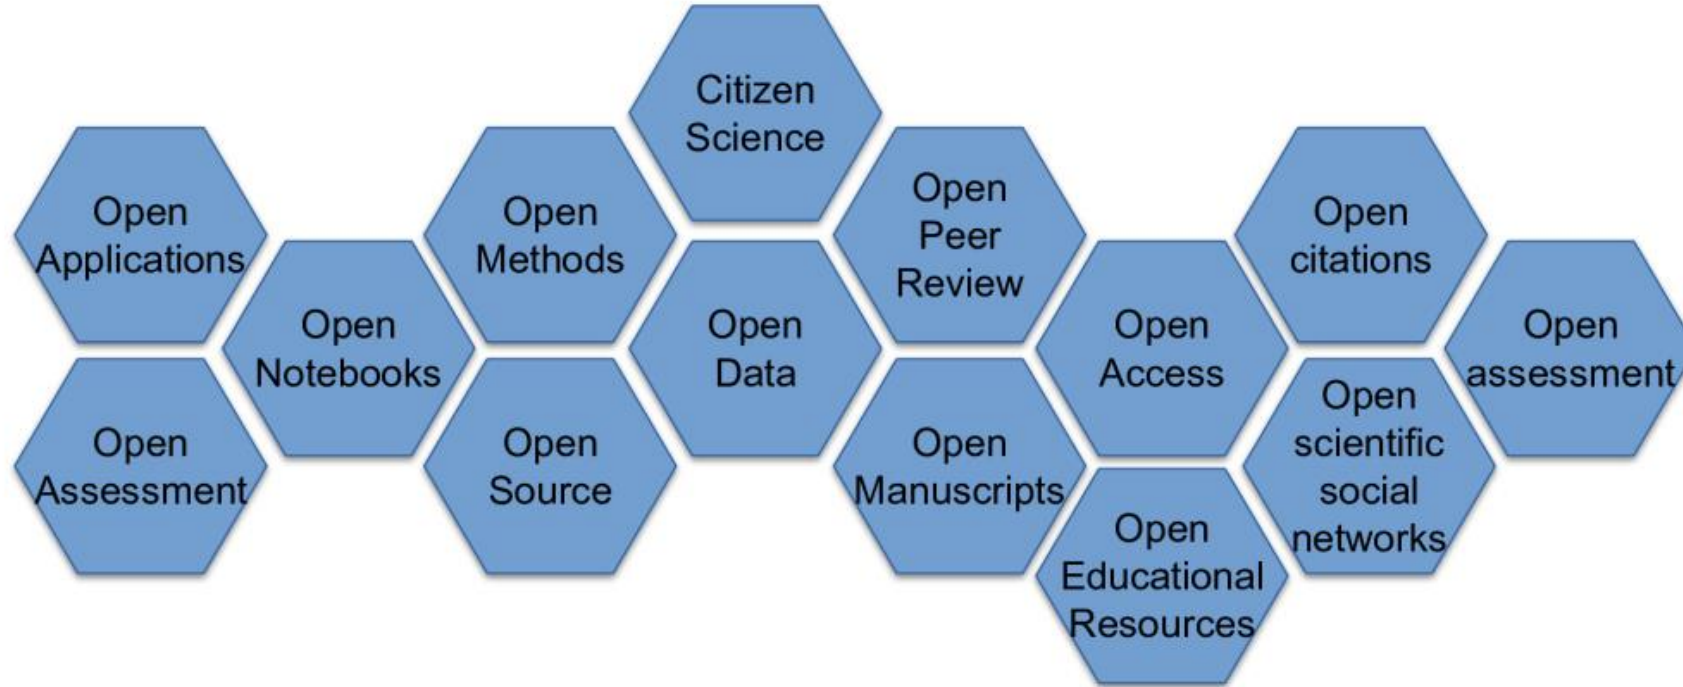 Citizen
Science
Open
Applications
Open
Methods
Open
Peer
Review
Open
citations
Open
Notebooks
Open
Data
Open
Access
Open
assessment
Open
Assessment
Open
Source
Open
Manuscripts
Open
scientific
social
networks
Open
Educational
Resources